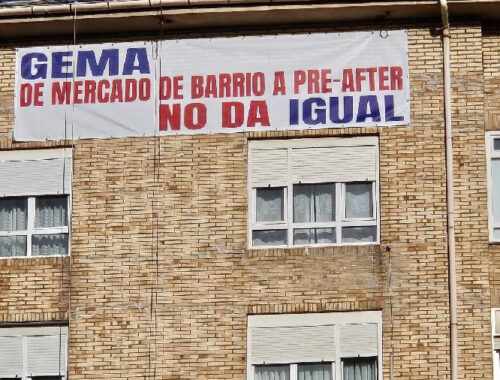 GEMA
DE MERCADO DE BARRIO A PRE-AFTER
NO DA IGUAL